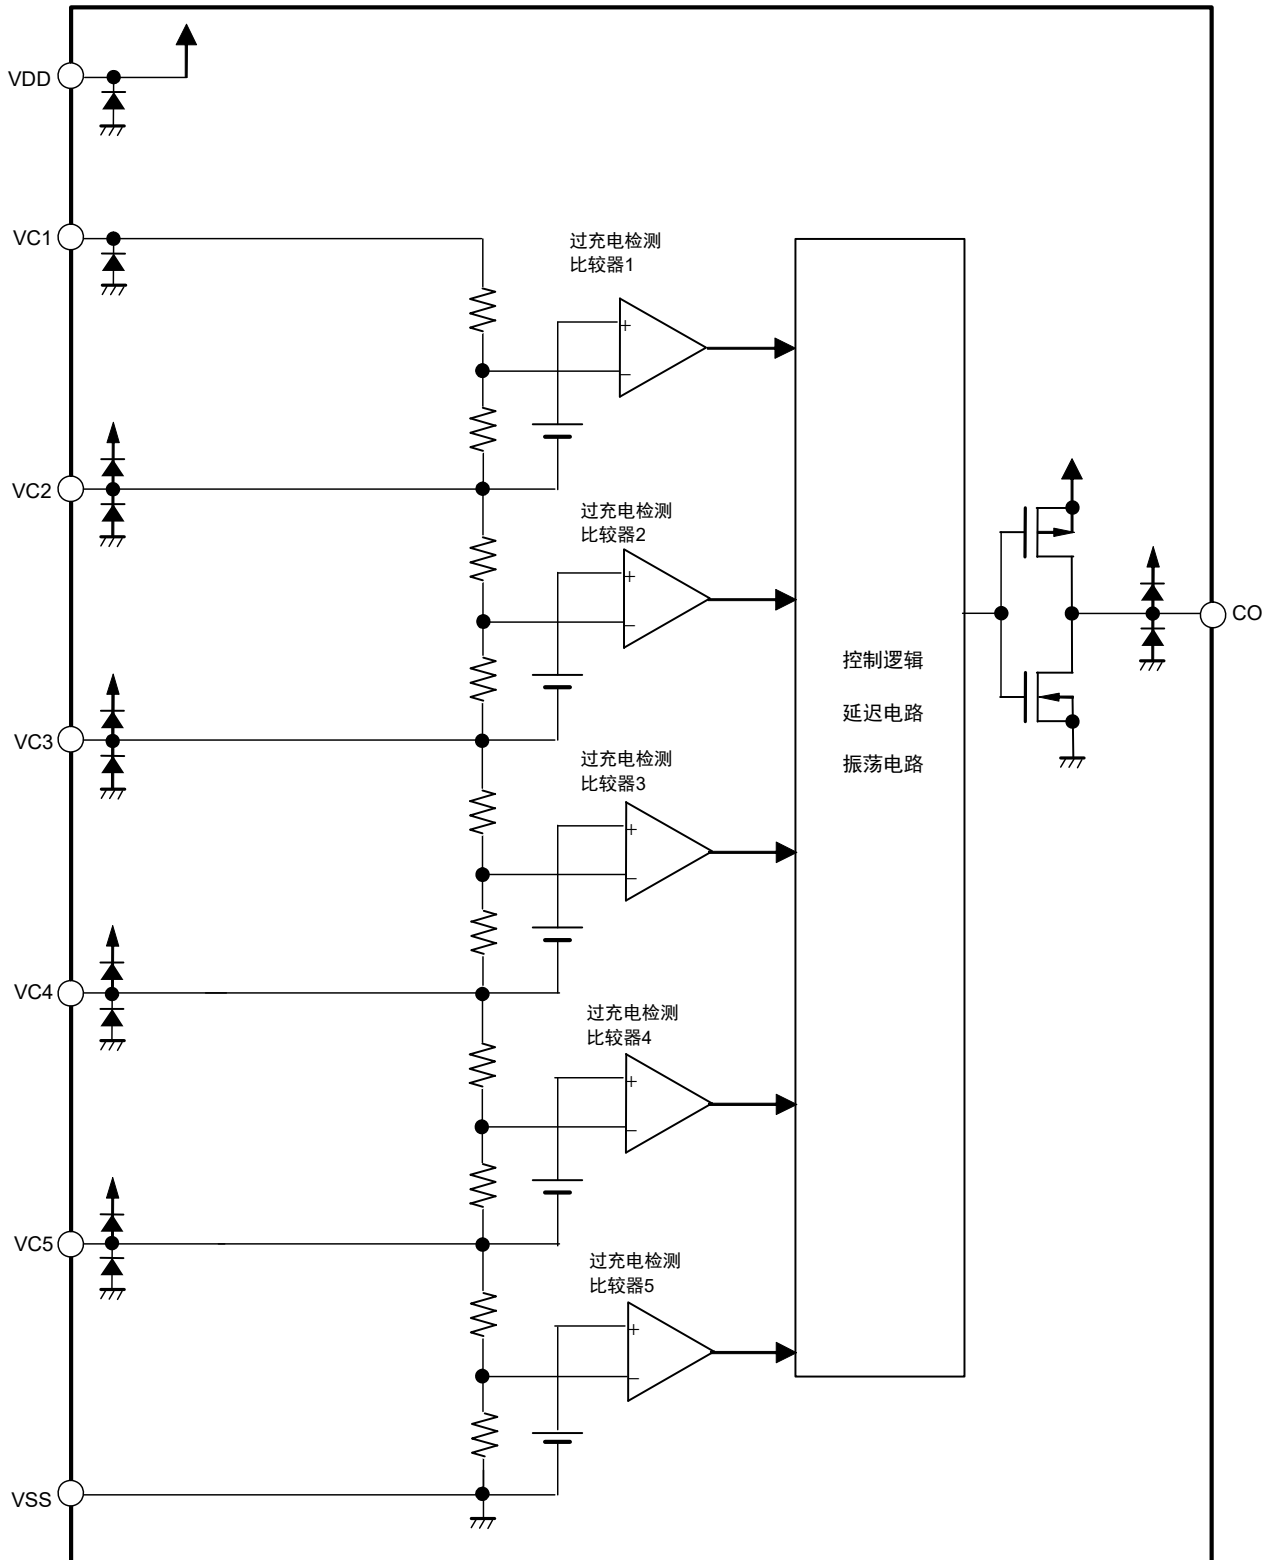 VDD
VC1
过充电检测
比较器1
+
−
VC2
过充电检测
比较器2
+
−
CO
控制逻辑
延迟电路
振荡电路
VC3
过充电检测
比较器3
+
−
VC4
过充电检测
比较器4
+
−
VC5
过充电检测
比较器5
+
−
VSS